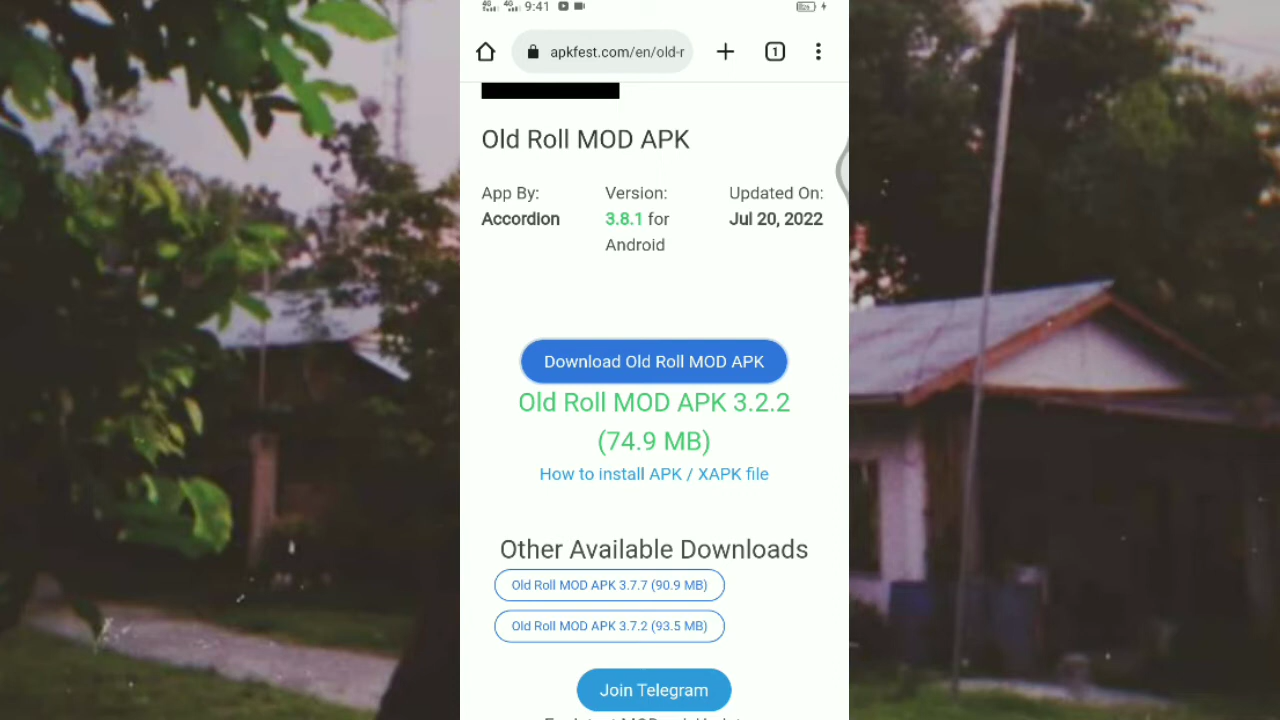 4G 4G 9:41
apkfest.com/en/old-r
1
Old Roll MOD APK
App By: Version: Updated On:
Accordion 3.8.1 for Jul 20, 2022
Android
Download Old Roll MOD APK
Old Roll MOD APK 3.2.2
(74.9 MB)
How to install APK / XAPK file
Other Available Downloads
Old Roll MOD APK 3.7.7 (90.9 MB)
Old Roll MOD APK 3.7.2 (93.5 MB)
Join Telegram